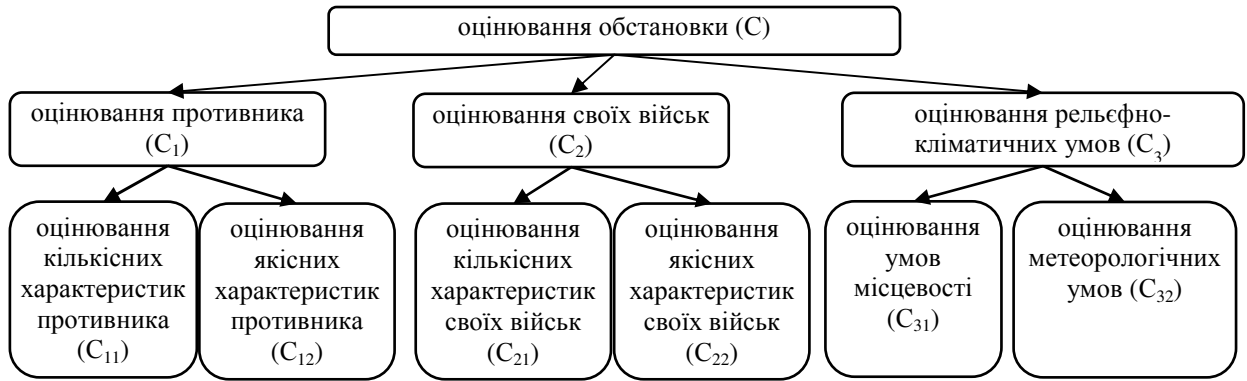 оцінювання обстановки (С)
оцінювання противника
(С₁)
оцінювання своїх військ
(С₂)
оцінювання рельєфно-
кліматичних умов (С₃)
оцінювання
кількісних
характеристик
противника
(С₁₁)
оцінювання
якісних
характеристик
противника
(С₁₂)
оцінювання
кількісних
характеристик
своїх військ
(С₂₁)
оцінювання
якісних
характеристик
своїх військ
(С₂₂)
оцінювання
умов
місцевості
(С₃₁)
оцінювання
метеорологічних
умов (С₃₂)